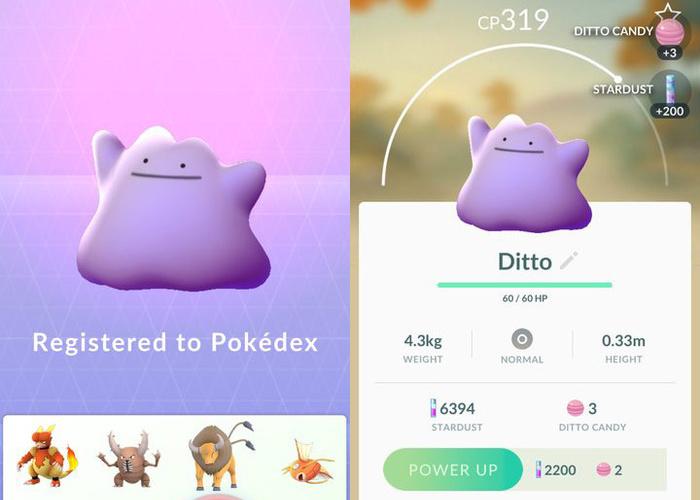 Registered to Pokédex
CP319
DITTO CANDY
+3
STARDUST
+200
Ditto
60 / 60 HP
4.3kg
WEIGHT
NORMAL
0.33m
HEIGHT
6394
STARDUST
3
DITTO CANDY
POWER UP
2200
2